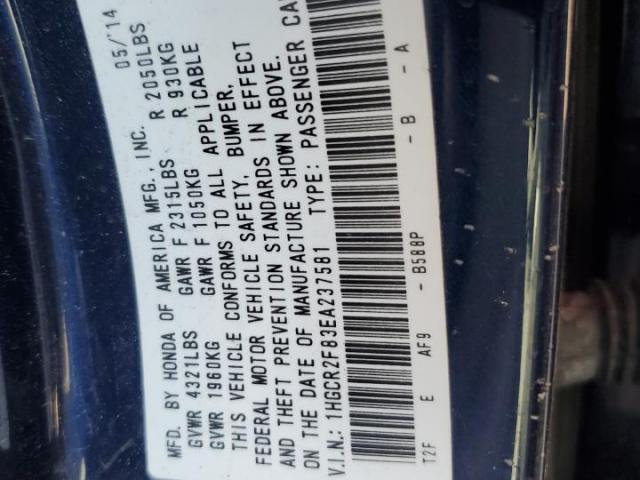 MFD. BY HONDA OF AMERICA MFG., INC. 05/'14
GVWR 4321LBS GAWR F 2315LBS R 2050LBS
GVWR 1960KG GAWR F 1050KG R 930KG
THIS VEHICLE CONFORMS TO ALL APPLICABLE
FEDERAL MOTOR VEHICLE SAFETY, BUMPER,
AND THEFT PREVENTION STANDARDS IN EFFECT
ON THE DATE OF MANUFACTURE SHOWN ABOVE.
V.I.N.: 1HGCR2F83EA237581 TYPE: PASSENGER CA
T2F E AF9 - B588P - B - A